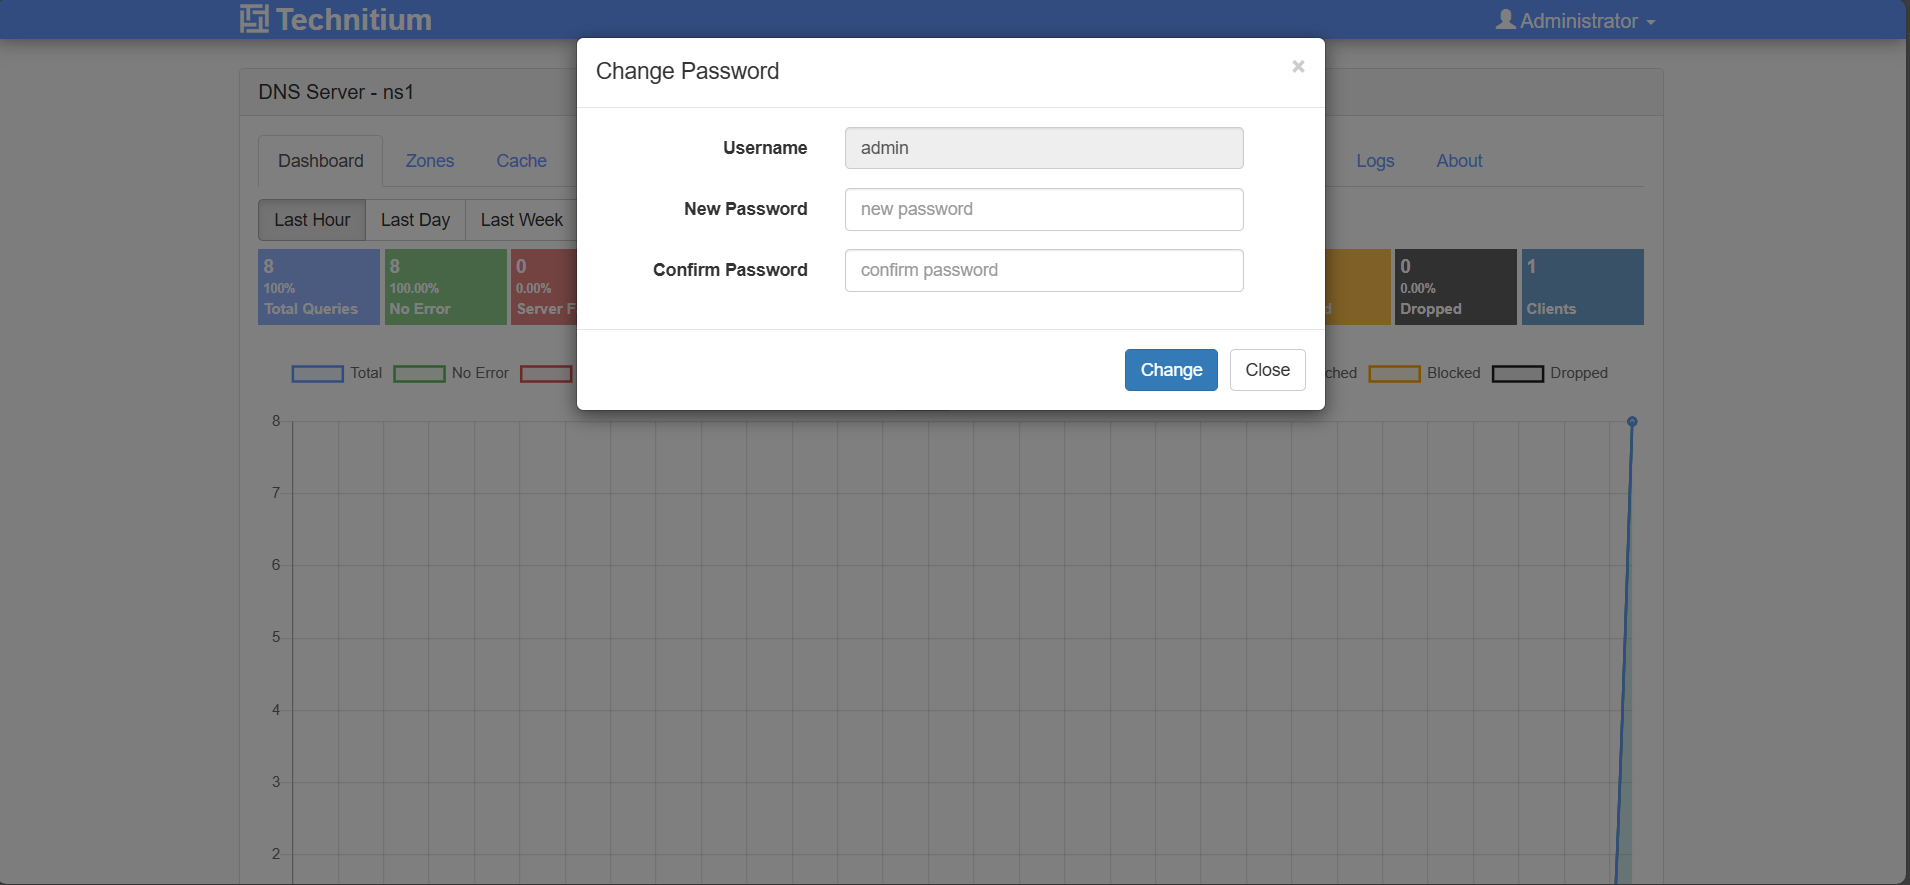 Technitium
Administrator
Change Password
×
DNS Server - ns1
Username
admin
Dashboard
Zones
Cache
Logs
About
New Password
new password
Last Hour
Last Day
Last Week
Confirm Password
confirm password
8
100%
Total Queries
8
100.00%
No Error
0
0.00%
Server F
d
0
0.00%
Dropped
1
Clients
Change
Close
Total
No Error
ched
Blocked
Dropped
8
7
6
5
4
3
2